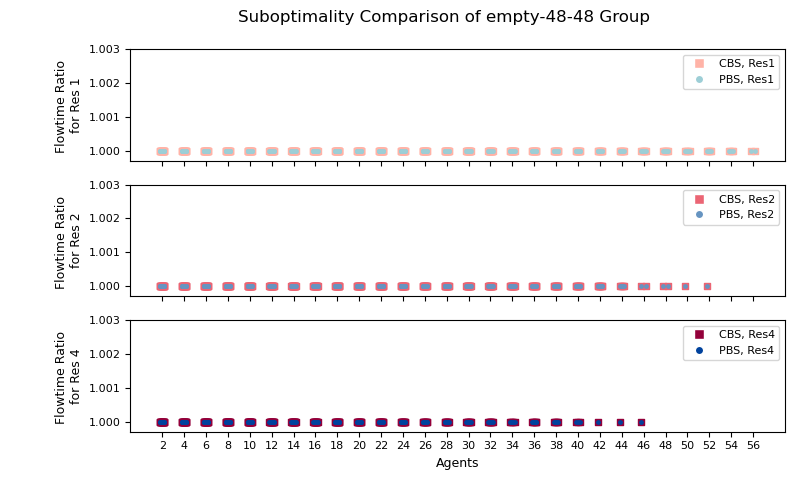 Suboptimality Comparison of empty-48-48 Group
Flowtime Ratio
for Res 1
1.003
1.002
1.001
1.000
CBS, Res1
PBS, Res1
Flowtime Ratio
for Res 2
1.003
1.002
1.001
1.000
CBS, Res2
PBS, Res2
Flowtime Ratio
for Res 4
1.003
1.002
1.001
1.000
CBS, Res4
PBS, Res4
2 4 6 8 10 12 14 16 18 20 22 24 26 28 30 32 34 36 38 40 42 44 46 48 50 52 54 56
Agents